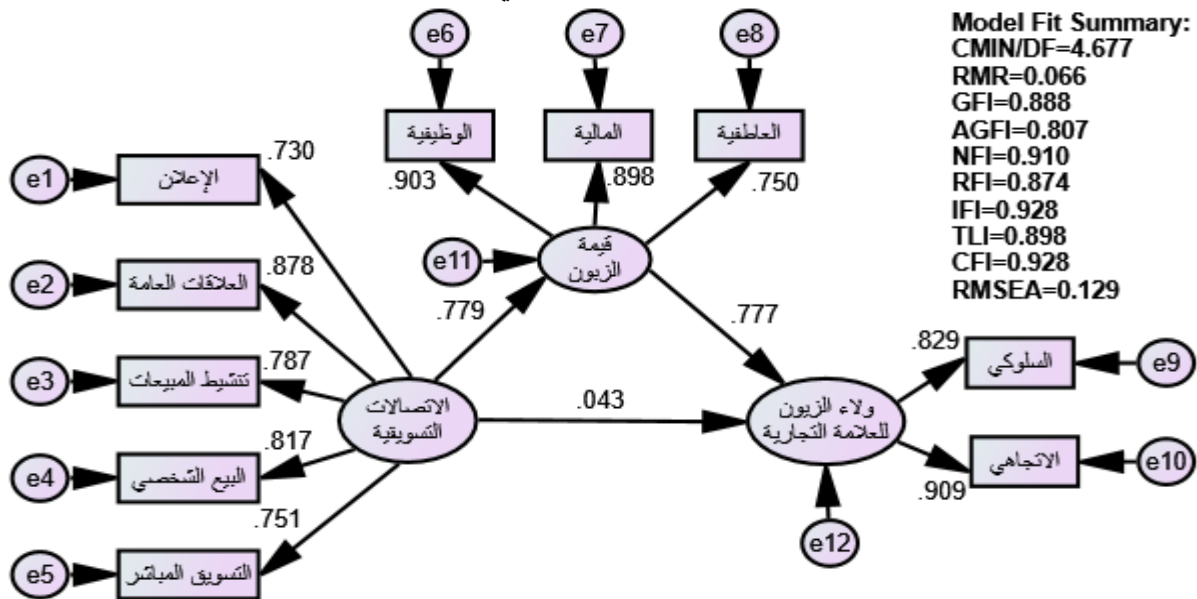 e6
e7
e8
Model Fit Summary:
CMIN/DF=4.677
RMR=0.066
GFI=0.888
AGFI=0.807
NFI=0.910
RFI=0.874
IFI=0.928
TLI=0.898
CFI=0.928
RMSEA=0.129
الوظيفية
المالية
العاطفية
.903
.898
.750
e1
الإعلان
.730
e2
العلاقات العامة
.878
e3
تنشيط المبيعات
.787
e4
البيع الشخصي
.817
e5
التسويق المباشر
.751
e11
قيمة
الزبون
.779
.777
الاتصالات
التسويقية
.043
ولاء الزبون
للعلامة التجارية
e12
.829
السلوكي
e9
.909
الاتجاهي
e10